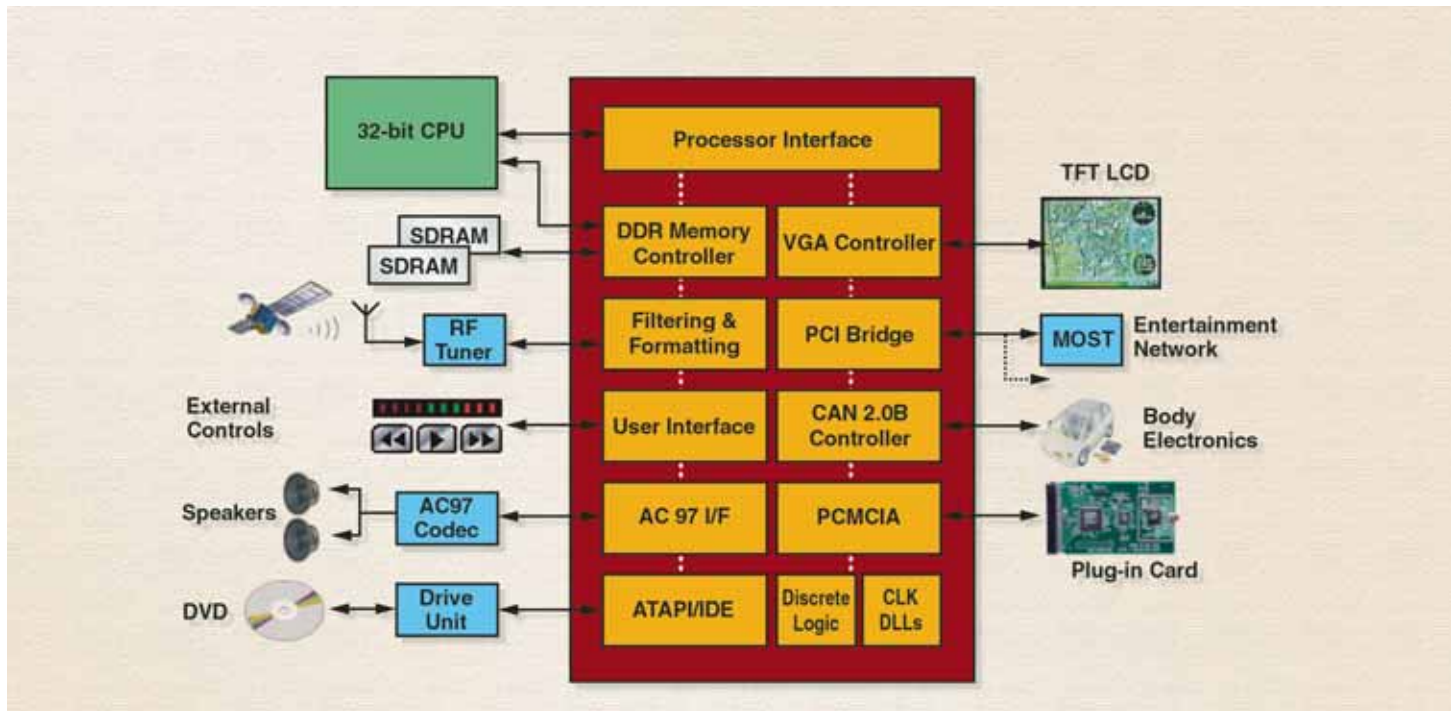 32-bit CPU
Processor Interface
TFT LCD
SDRAM
SDRAM
DDR Memory
Controller
VGA Controller
RF
Tuner
Filtering &
Formatting
PCI Bridge
MOST
Entertainment
Network
External
Controls
User Interface
CAN 2.0B
Controller
Body
Electronics
Speakers
AC97
Codec
AC 97 I/F
PCMCIA
Plug-in Card
DVD
Drive
Unit
ATAPI/IDE
Discrete
Logic
CLK
DLLs